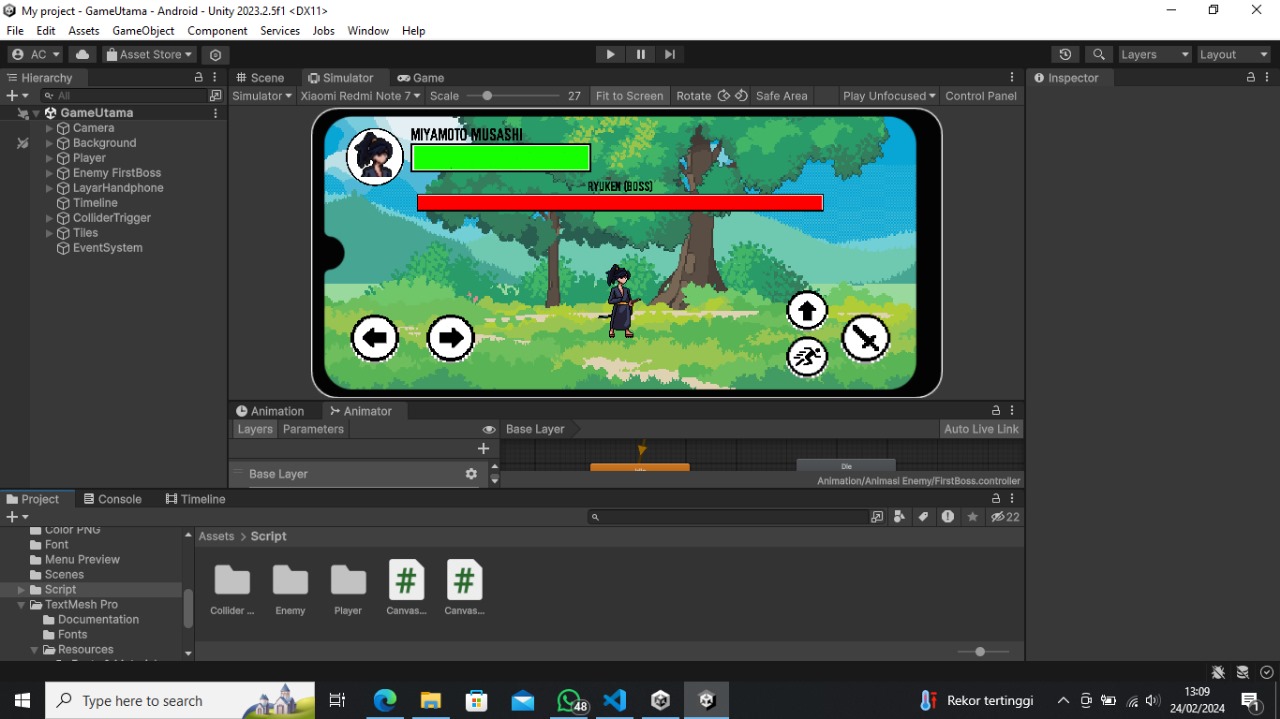 My project - GameUtama - Android - Unity 2023.2.5f1 <DX11>
File Edit Assets GameObject Component Services Jobs Window Help
AC Asset Store Layers Layout
Hierarchy Scene Simulator Game Inspector
All Simulator Xiaomi Redmi Note 7 Scale 27 Fit to Screen Rotate Safe Area Play Unfocused Control Panel
GameUtama
Camera
Background
Player
Enemy FirstBoss
LayarHandphone
Timeline
ColliderTrigger
Tiles
EventSystem
MIYAMOTO MUSASHI
RYUKEN (BOSS)
Animation Animator
Layers Parameters Base Layer Auto Live Link
Base Layer
Idle Die
Animation/Animasi Enemy/FirstBoss.controller
Project Console Timeline
22
Color PNG
Font
Menu Preview
Scenes
Script
TextMesh Pro
Documentation
Fonts
Resources
Assets > Script
Collider ... Enemy Player Canvas... Canvas...
Type here to search
48
Rekor tertinggi
13:09
24/02/2024
1